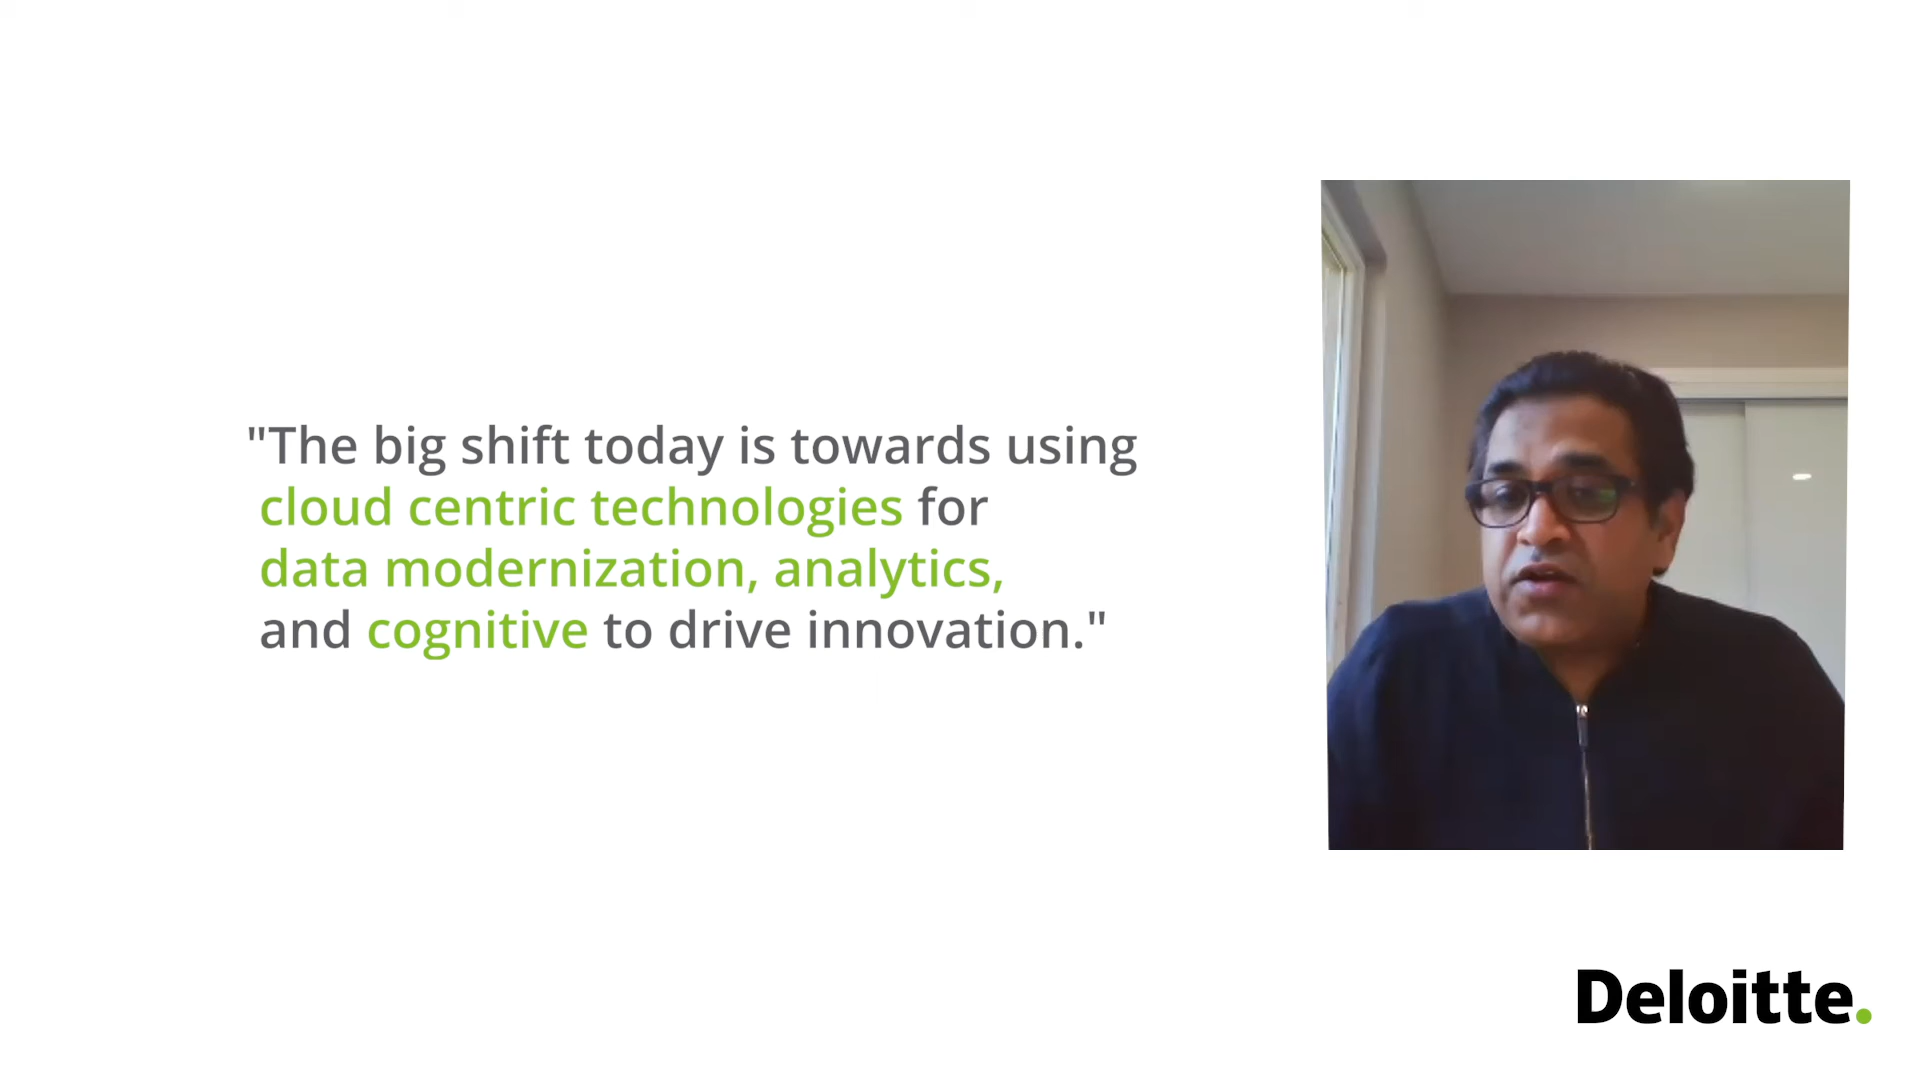 "The big shift today is towards using
cloud centric technologies for
data modernization, analytics,
and cognitive to drive innovation."
Deloitte.